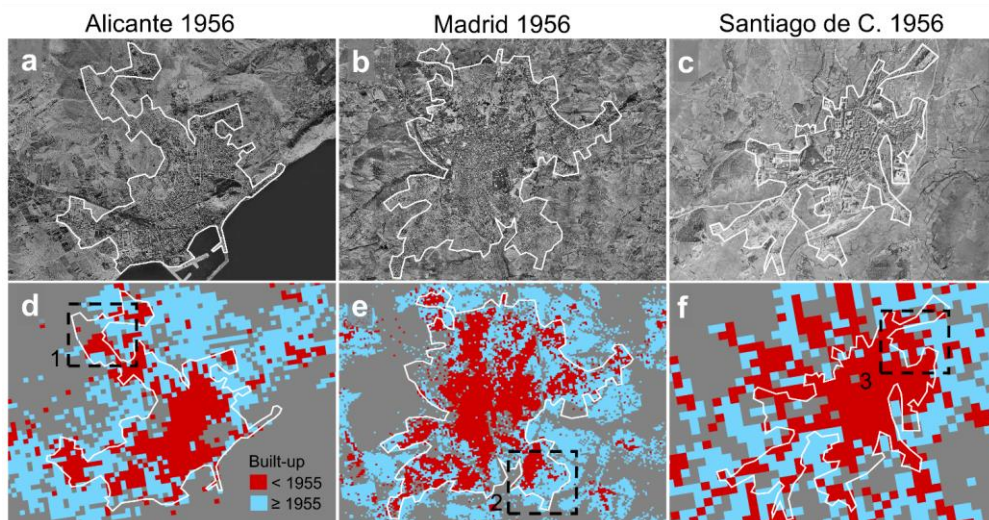 Alicante 1956
Madrid 1956
Santiago de C. 1956
a
b
c
d
e
f
1
2
3
Built-up
< 1955
≥ 1955